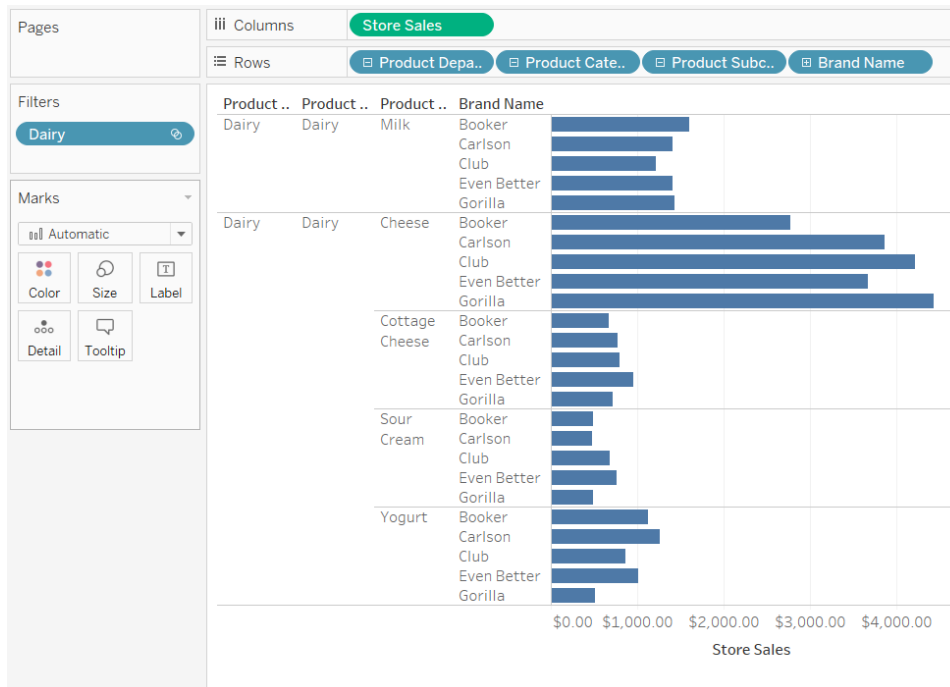 Pages
iii Columns Store Sales
Rows Product Depa.. Product Cate.. Product Subc.. Brand Name
Filters
Dairy
Marks
Automatic
Color Size Label
Detail Tooltip
Product .. Product .. Product .. Brand Name
Dairy Dairy Milk Booker
Carlson
Club
Even Better
Gorilla
Dairy Dairy Cheese Booker
Carlson
Club
Even Better
Gorilla
Cottage Booker
Cheese Carlson
Club
Even Better
Gorilla
Sour Booker
Cream Carlson
Club
Even Better
Gorilla
Yogurt Booker
Carlson
Club
Even Better
Gorilla
$0.00 $1,000.00 $2,000.00 $3,000.00 $4,000.00
Store Sales